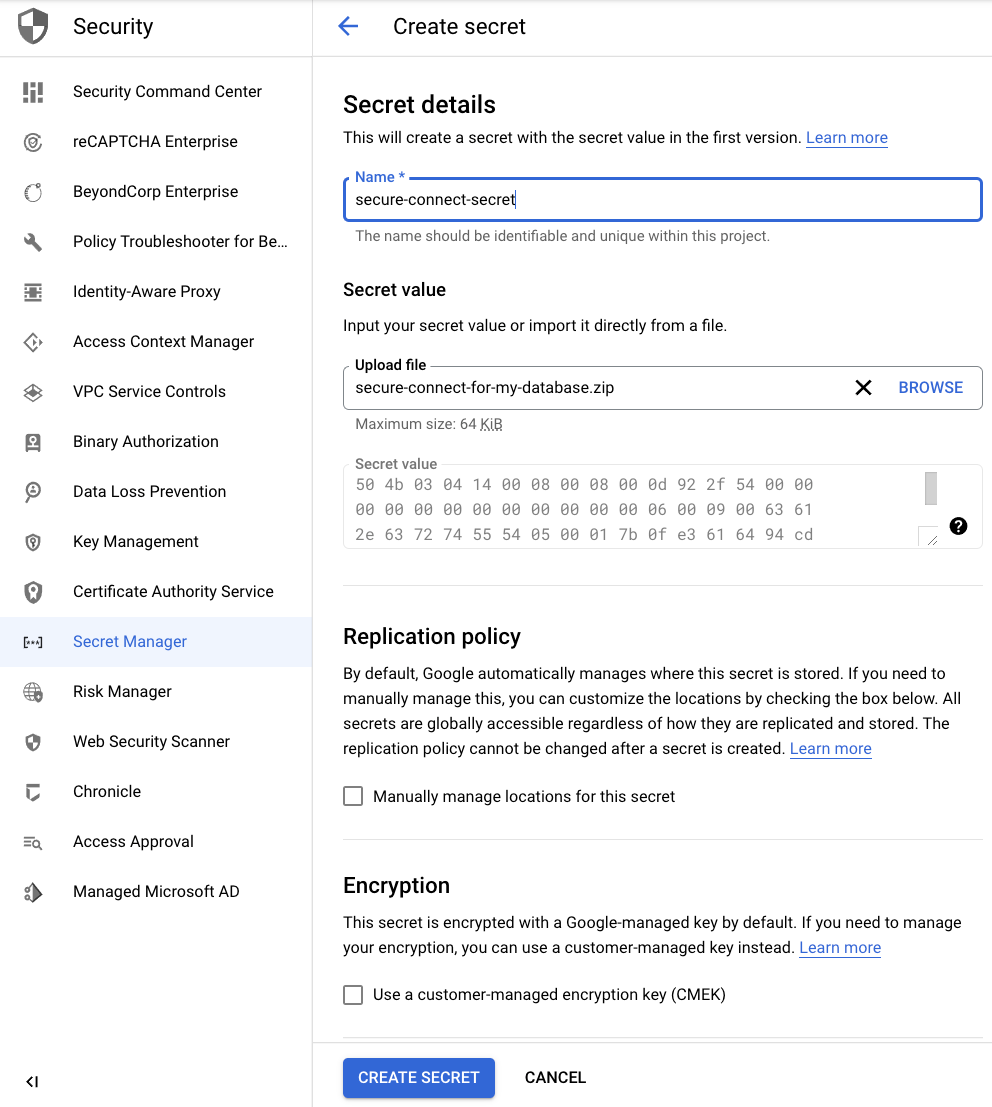 Security
Security Command Center
reCAPTCHA Enterprise
BeyondCorp Enterprise
Policy Troubleshooter for Be...
Identity-Aware Proxy
Access Context Manager
VPC Service Controls
Binary Authorization
Data Loss Prevention
Key Management
Certificate Authority Service
Secret Manager
Risk Manager
Web Security Scanner
Chronicle
Access Approval
Managed Microsoft AD
Create secret
Secret details
This will create a secret with the secret value in the first version. Learn more
Name *
secure-connect-secret
The name should be identifiable and unique within this project.
Secret value
Input your secret value or import it directly from a file.
Upload file
secure-connect-for-my-database.zip
BROWSE
Maximum size: 64 KiB
Secret value
50 4b 03 04 14 00 08 00 08 00 0d 92 2f 54 00 00
00 00 00 00 00 00 00 00 00 00 06 00 09 00 63 61
2e 63 72 74 55 54 05 00 01 7b 0f e3 61 64 94 cd
Replication policy
By default, Google automatically manages where this secret is stored. If you need to
manually manage this, you can customize the locations by checking the box below. All
secrets are globally accessible regardless of how they are replicated and stored. The
replication policy cannot be changed after a secret is created. Learn more
Manually manage locations for this secret
Encryption
This secret is encrypted with a Google-managed key by default. If you need to manage
your encryption, you can use a customer-managed key instead. Learn more
Use a customer-managed encryption key (CMEK)
CREATE SECRET
CANCEL